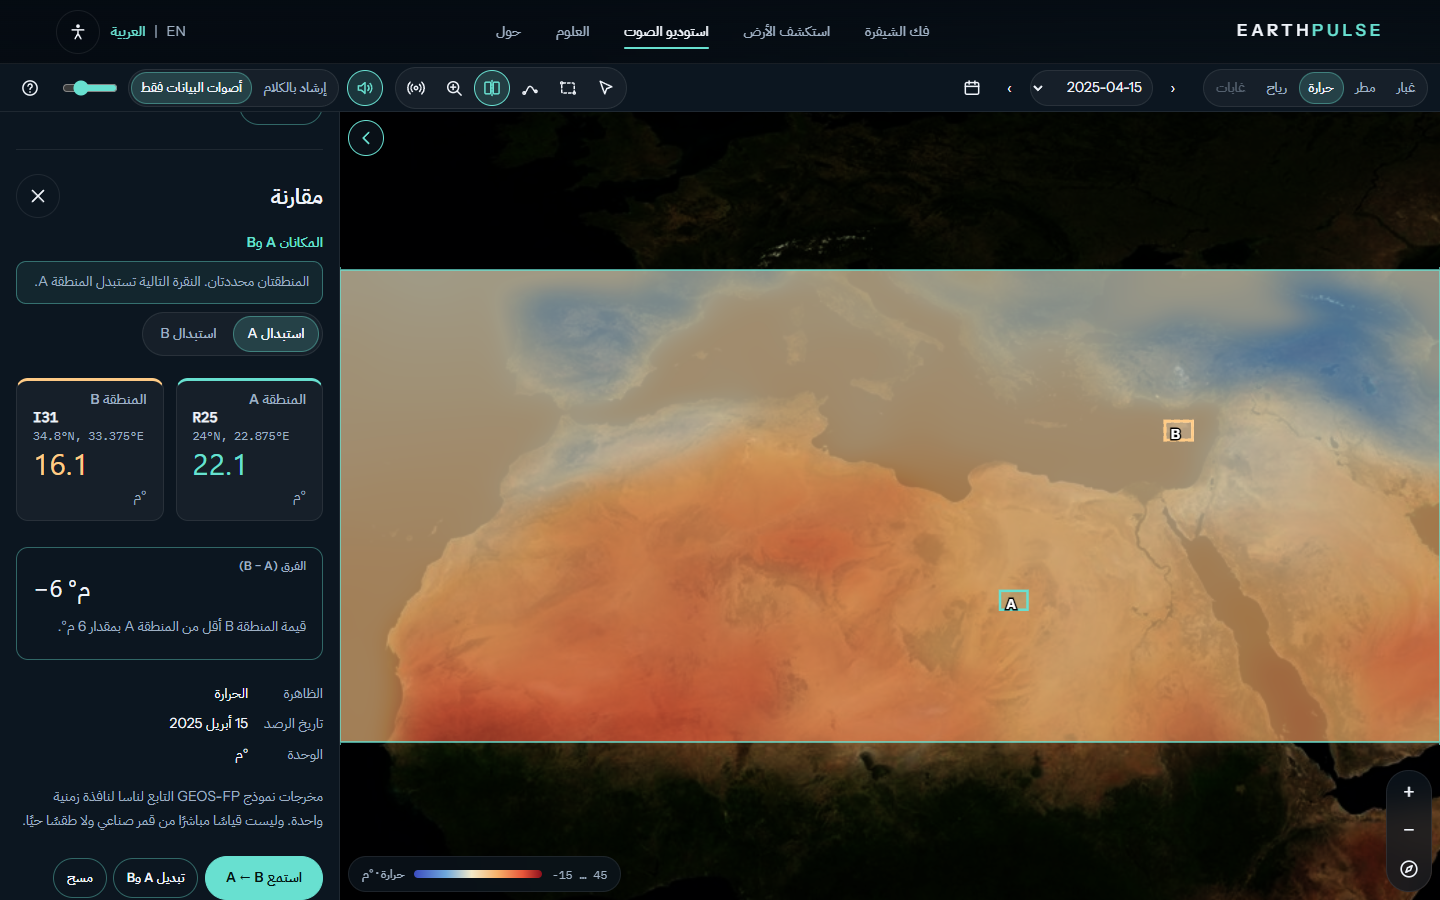 EARTHPULSE
فك الشيفرة
استكشف الأرض
استوديو الصوت
العلوم
حول
EN | العربية
غبار
مطر
حرارة
رياح
غابات
2025-04-15
إرشاد بالكلام
أصوات البيانات فقط
مقارنة
المكانان A وB
المنطقتان محددتان. النقرة التالية تستبدل المنطقة A.
استبدال A
استبدال B
المنطقة A
R25
24°N, 22.875°E
22.1
°م
المنطقة B
I31
34.8°N, 33.375°E
16.1
°م
الفرق (B − A)
−6 °م
قيمة المنطقة B أقل من المنطقة A بمقدار 6 م°.
الظاهرة الحرارة
تاريخ الرصد 15 أبريل 2025
الوحدة °م
مخرجات نموذج GEOS-FP التابع لناسا لنافذة زمنية
واحدة. وليست قياسًا مباشرًا من قمر صناعي ولا طقسًا حيًا.
استمع A ← B
تبديل A وB
مسح
B
A
حرارة · °م
-15 … 45
+
−